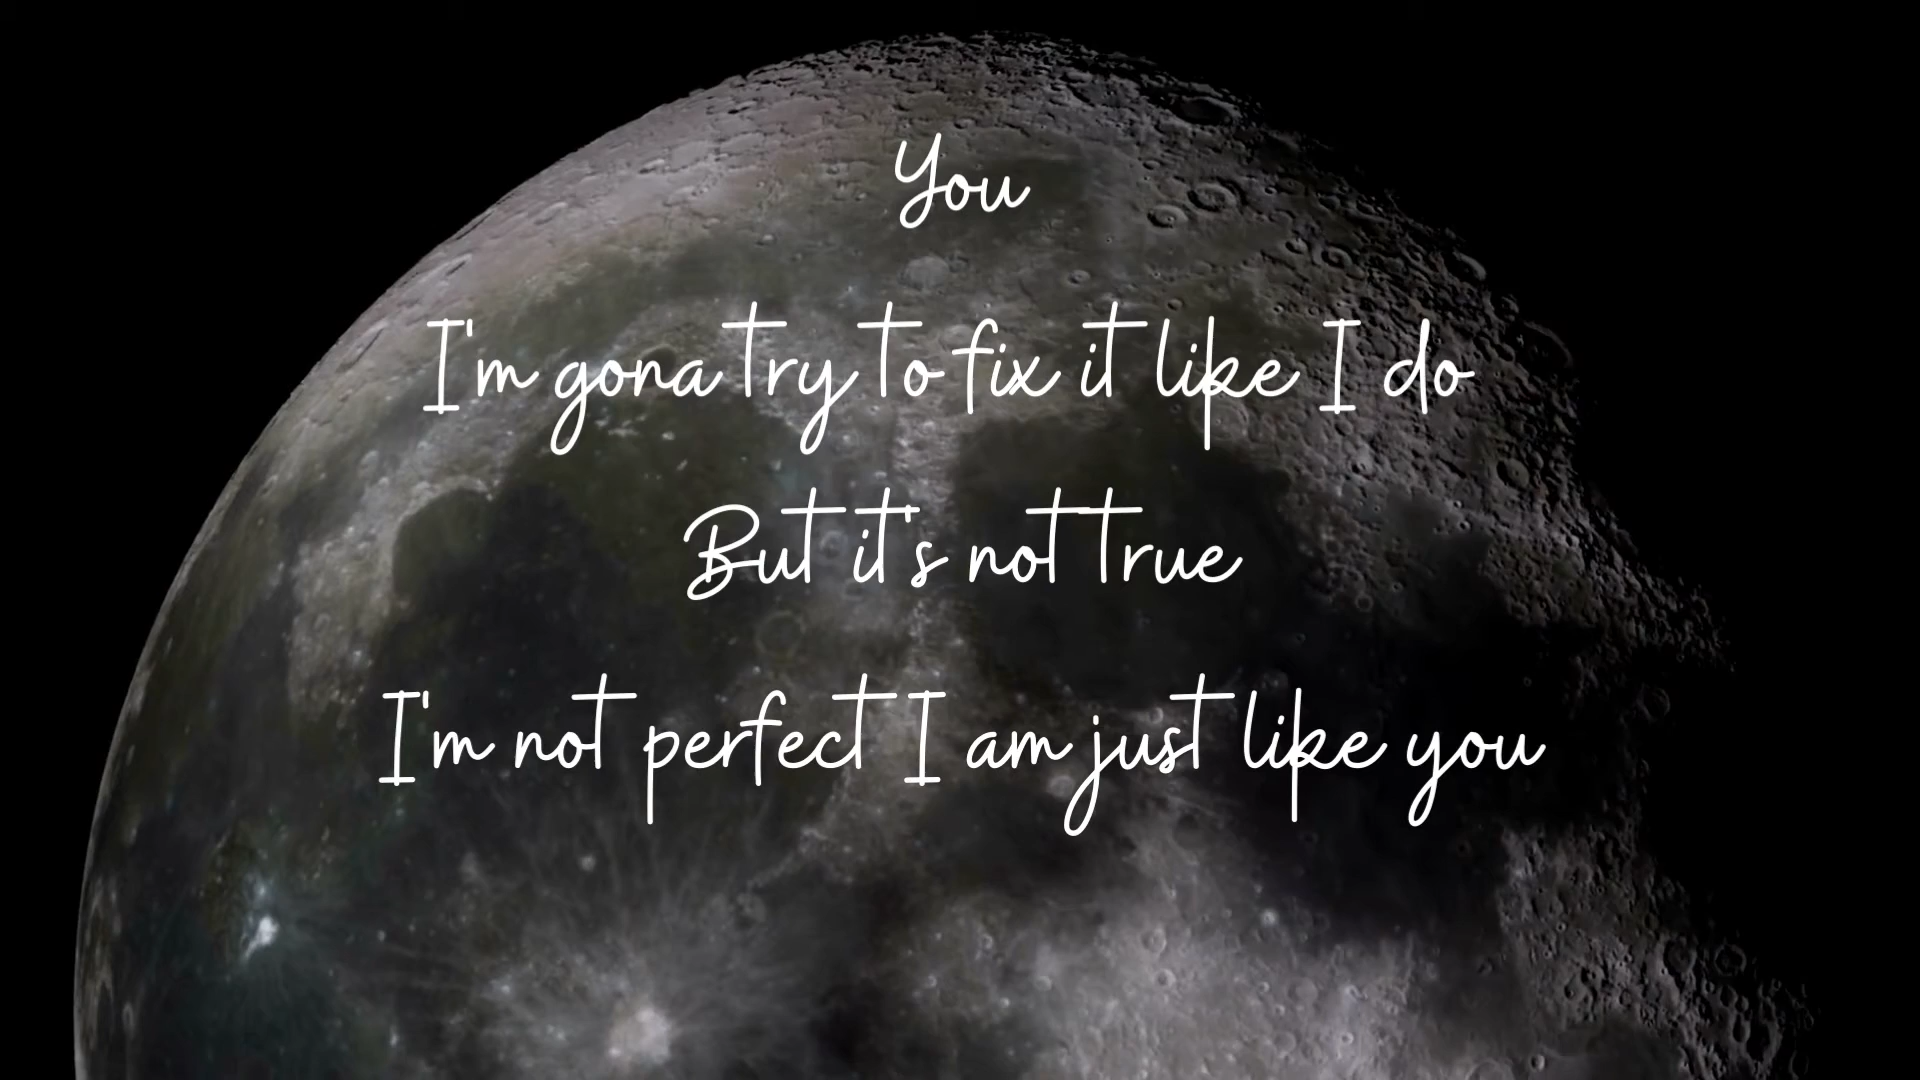 You
I'm gona try to fix it like I do
But it's not true
I'm not perfect I am just like you